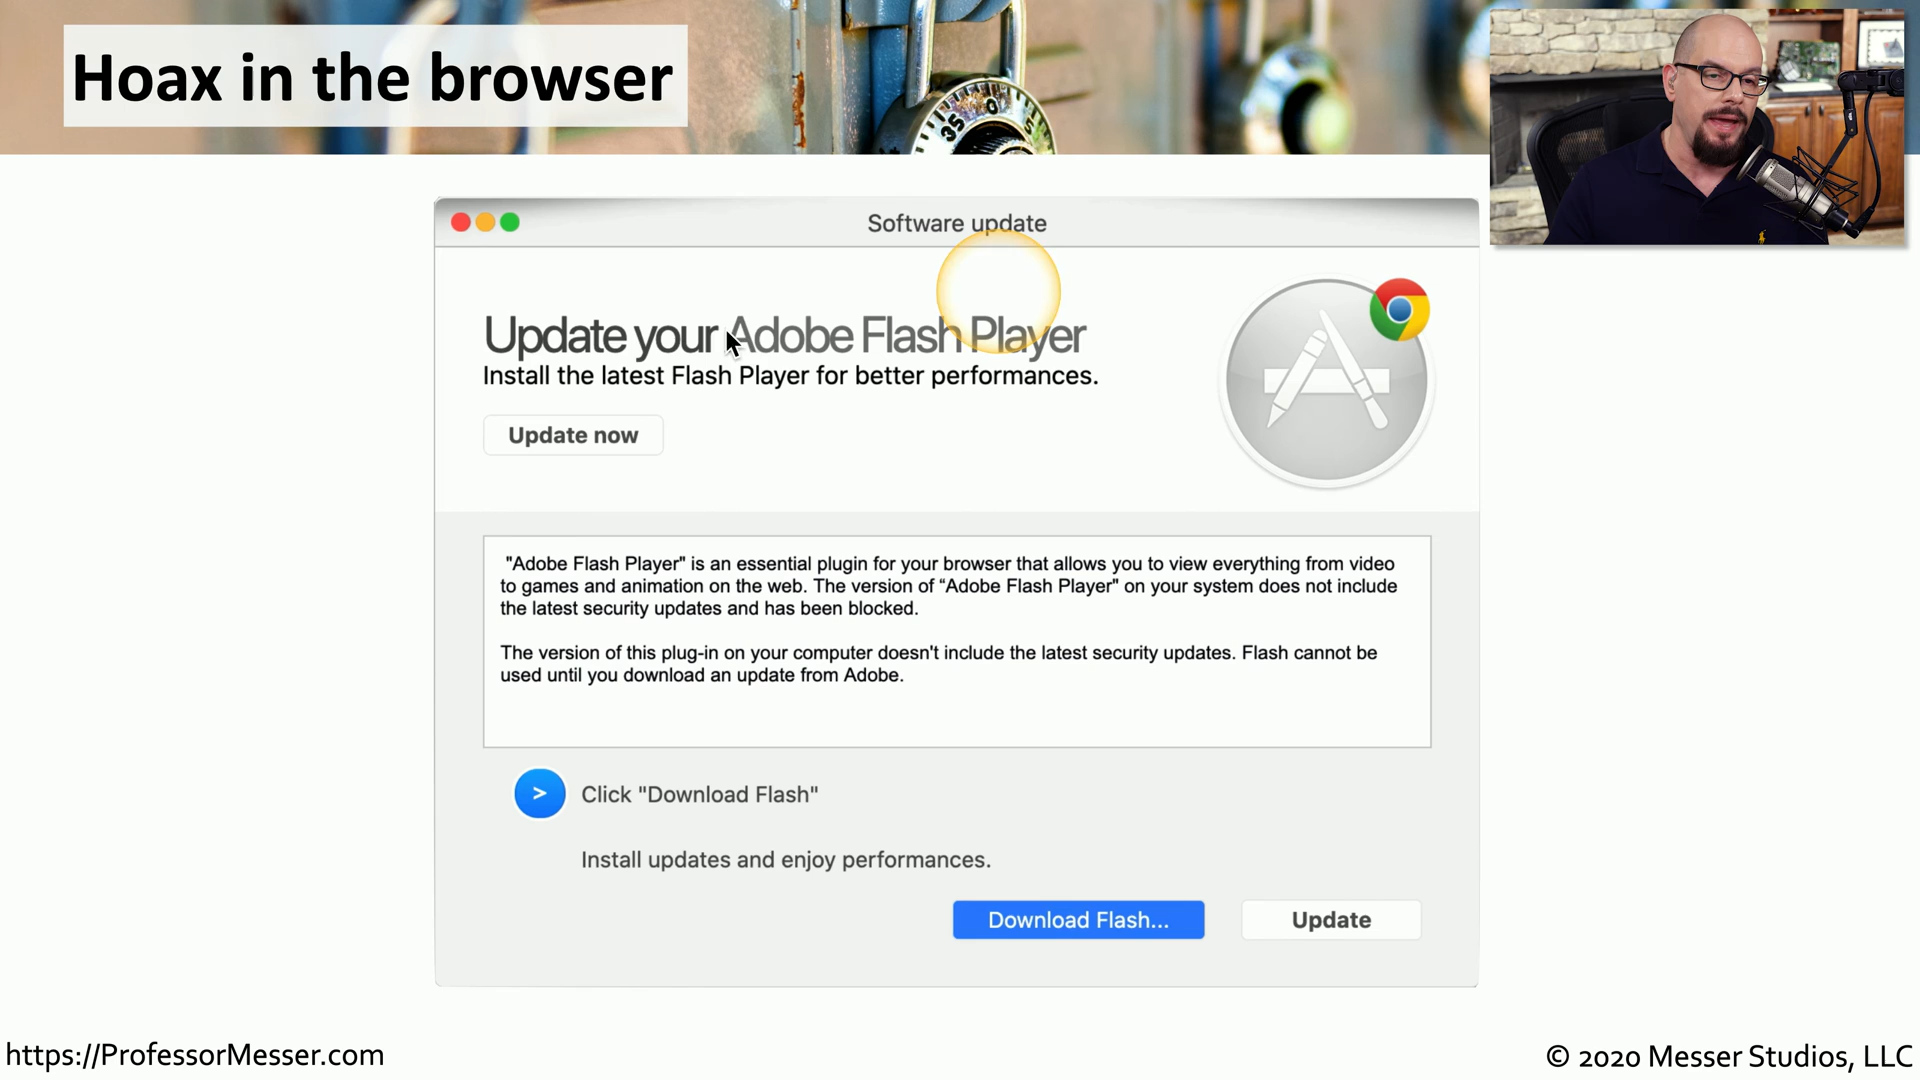 Hoax in the browser
0
35
Software update
Update your Adobe Flash Player
Install the latest Flash Player for better performances.
Update now
"Adobe Flash Player" is an essential plugin for your browser that allows you to view everything from video
to games and animation on the web. The version of “Adobe Flash Player" on your system does not include
the latest security updates and has been blocked.
The version of this plug-in on your computer doesn't include the latest security updates. Flash cannot be
used until you download an update from Adobe.
> Click "Download Flash"
Install updates and enjoy performances.
Download Flash... Update
https://ProfessorMesser.com
© 2020 Messer Studios, LLC